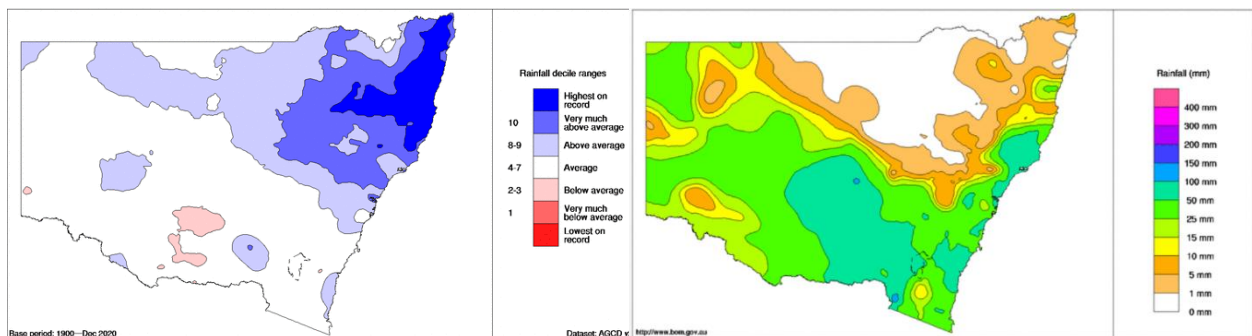 Rainfall decile ranges
Highest on
record
10
Very much
above average
8-9
Above average
4-7
Average
2-3
Below average
1
Very much
below average
Lowest on
record
Base period: 1900—Dec 2020
Dataset: AGCD v
Rainfall (mm)
400 mm
300 mm
200 mm
150 mm
100 mm
50 mm
25 mm
15 mm
10 mm
5 mm
1 mm
0 mm
http://www.bom.gov.au